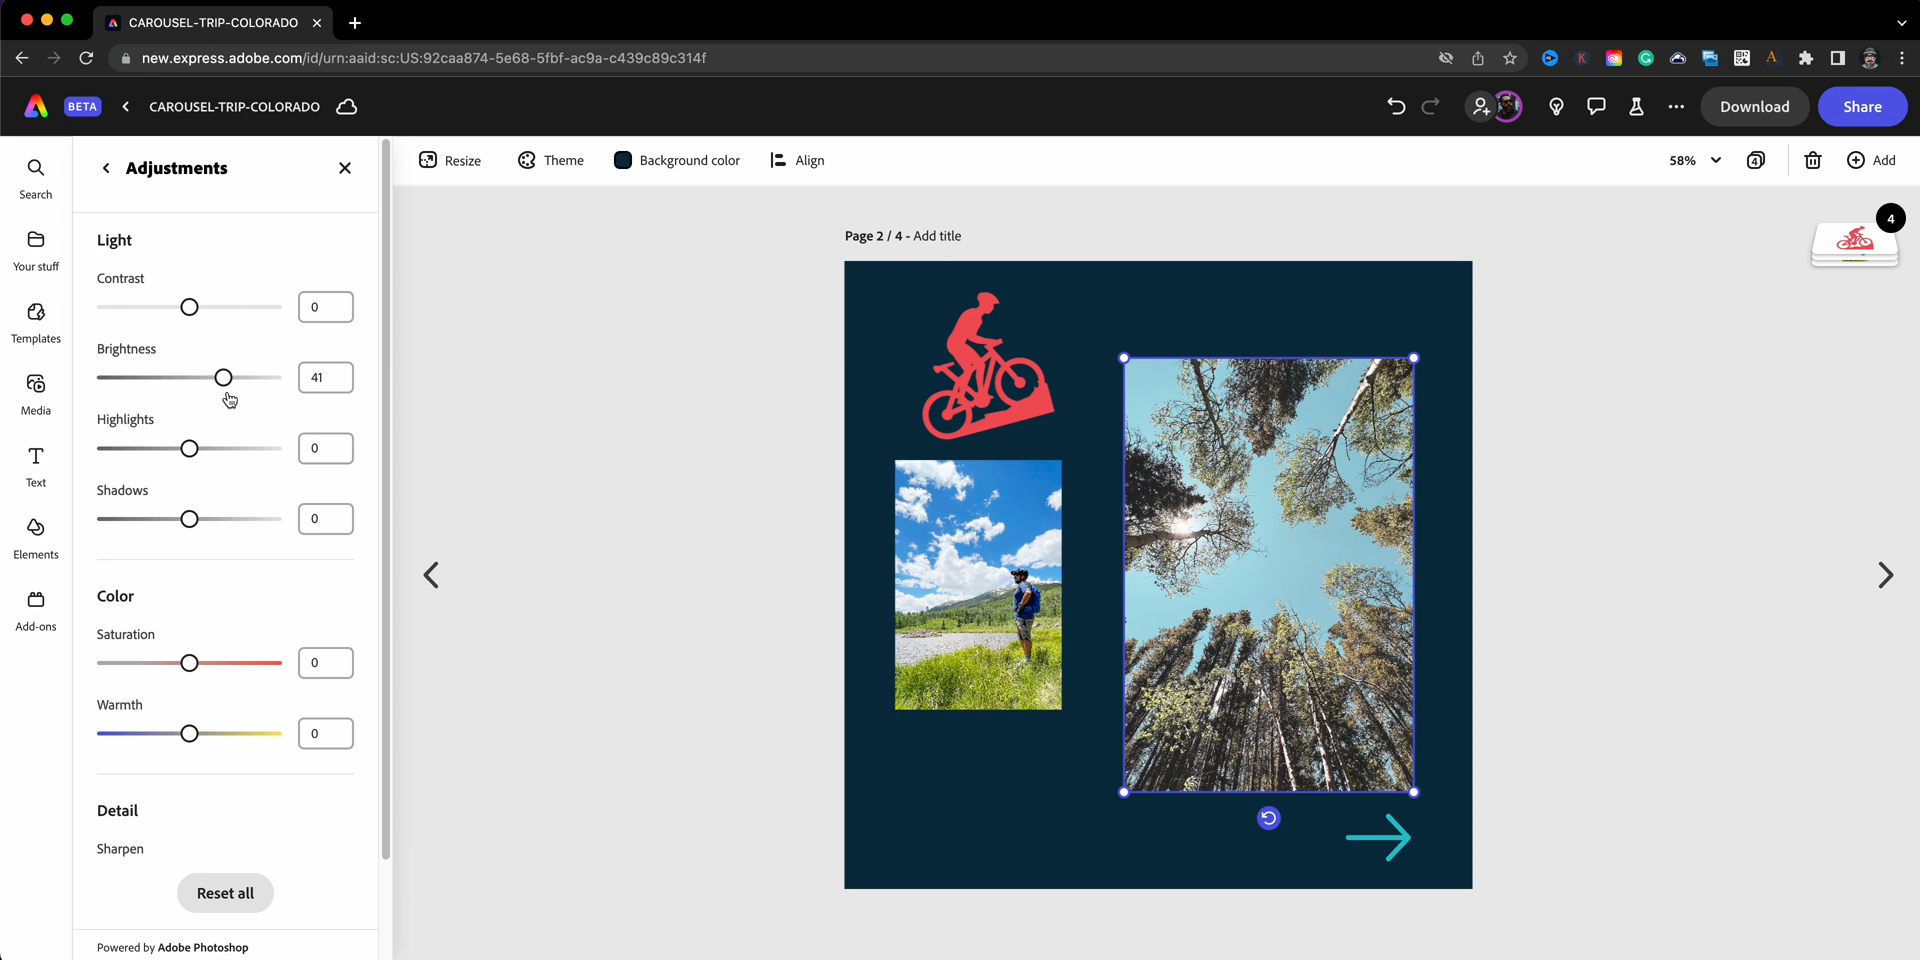 CAROUSEL-TRIP-COLORADO
new.express.adobe.com/id/urn:aaid:sc:US:92caa874-5e68-5fbf-ac9a-c439c89c314f
BETA
CAROUSEL-TRIP-COLORADO
Download
Share
Search
Your stuff
Templates
Media
Text
Elements
Add-ons
Adjustments
Light
Contrast
0
Brightness
41
Highlights
0
Shadows
0
Color
Saturation
0
Warmth
0
Detail
Sharpen
Reset all
Powered by Adobe Photoshop
Resize
Theme
Background color
Align
58%
4
Add
Page 2 / 4 - Add title
4